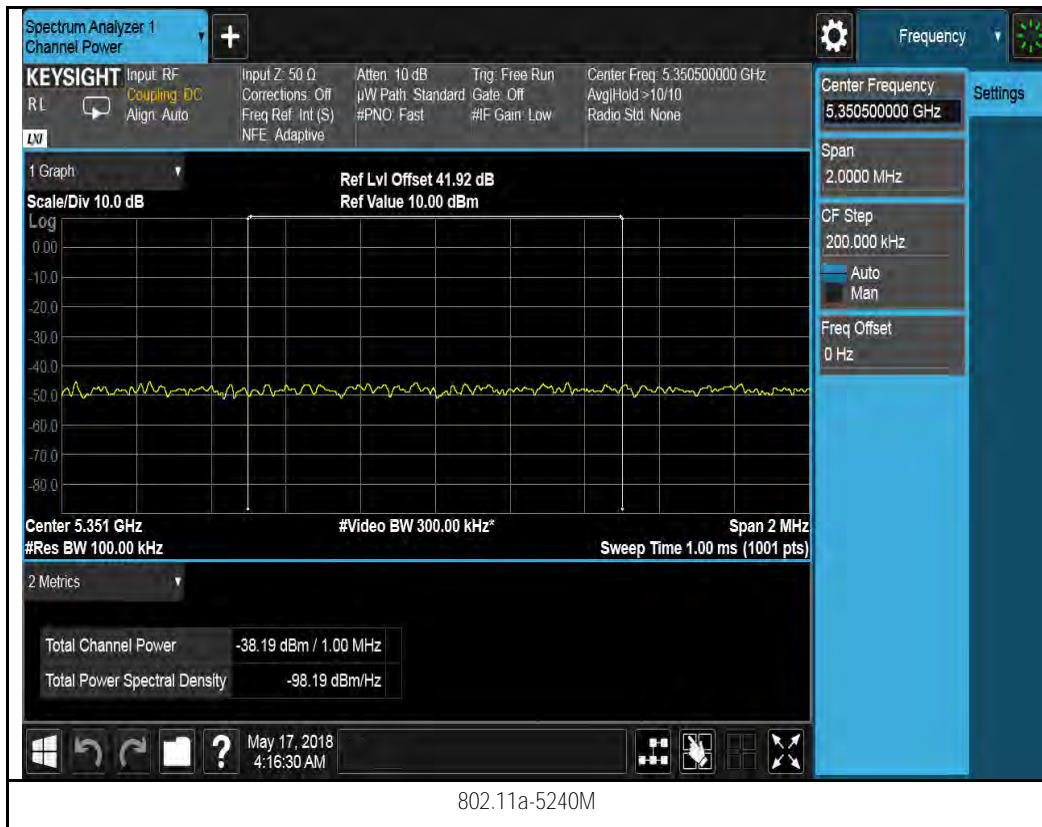 Spectrum Analyzer 1
Channel Power
Frequency
KEYSIGHT
RL
LXI
Input: RF
Coupling: DC
Align: Auto
Input Z: 50 Ω
Corrections: Off
Freq Ref: Int (S)
NFE: Adaptive
Atten: 10 dB
µW Path: Standard
#PNO: Fast
Trig: Free Run
Gate: Off
#IF Gain: Low
Center Freq: 5.350500000 GHz
Avg|Hold >10/10
Radio Std: None
Center Frequency
5.350500000 GHz
Settings
Span
2.0000 MHz
CF Step
200.000 kHz
Auto
Man
Freq Offset
0 Hz
1 Graph
Scale/Div 10.0 dB
Ref Lvl Offset 41.92 dB
Ref Value 10.00 dBm
Log
0.00
-10.0
-20.0
-30.0
-40.0
-50.0
-60.0
-70.0
-80.0
Center 5.351 GHz
#Video BW 300.00 kHz*
Span 2 MHz
#Res BW 100.00 kHz
Sweep Time 1.00 ms (1001 pts)
2 Metrics
Total Channel Power -38.19 dBm / 1.00 MHz
Total Power Spectral Density -98.19 dBm/Hz
?
May 17, 2018
4:16:30 AM
802.11a-5240M